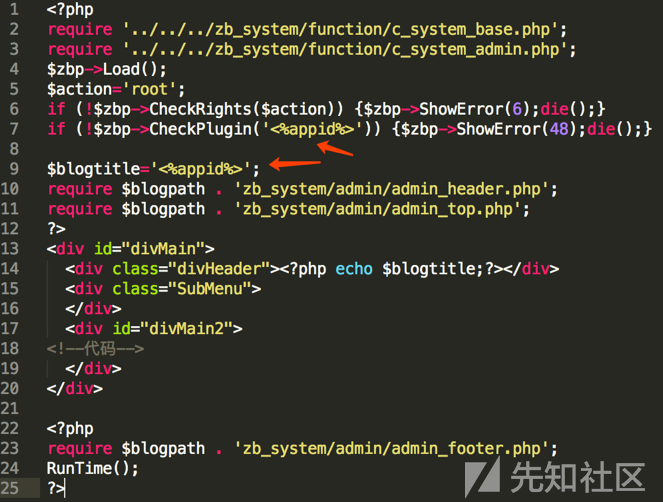 1 <?php
2 require '../../../zb_system/function/c_system_base.php';
3 require '../../../zb_system/function/c_system_admin.php';
4 $zbp->Load();
5 $action='root';
6 if (!$zbp->CheckRights($action)) {$zbp->ShowError(6);die();}
7 if (!$zbp->CheckPlugin('<%appid%>')) {$zbp->ShowError(48);die();}
8
9 $blogtitle='<%appid%>';
10 require $blogpath . 'zb_system/admin/admin_header.php';
11 require $blogpath . 'zb_system/admin/admin_top.php';
12 ?>
13 <div id="divMain">
14 <div class="divHeader"><?php echo $blogtitle;?></div>
15 <div class="SubMenu">
16 </div>
17 <div id="divMain2">
18 <!--代码-->
19 </div>
20 </div>
21
22 <?php
23 require $blogpath . 'zb_system/admin/admin_footer.php';
24 RunTime();
25 ?>
先知社区